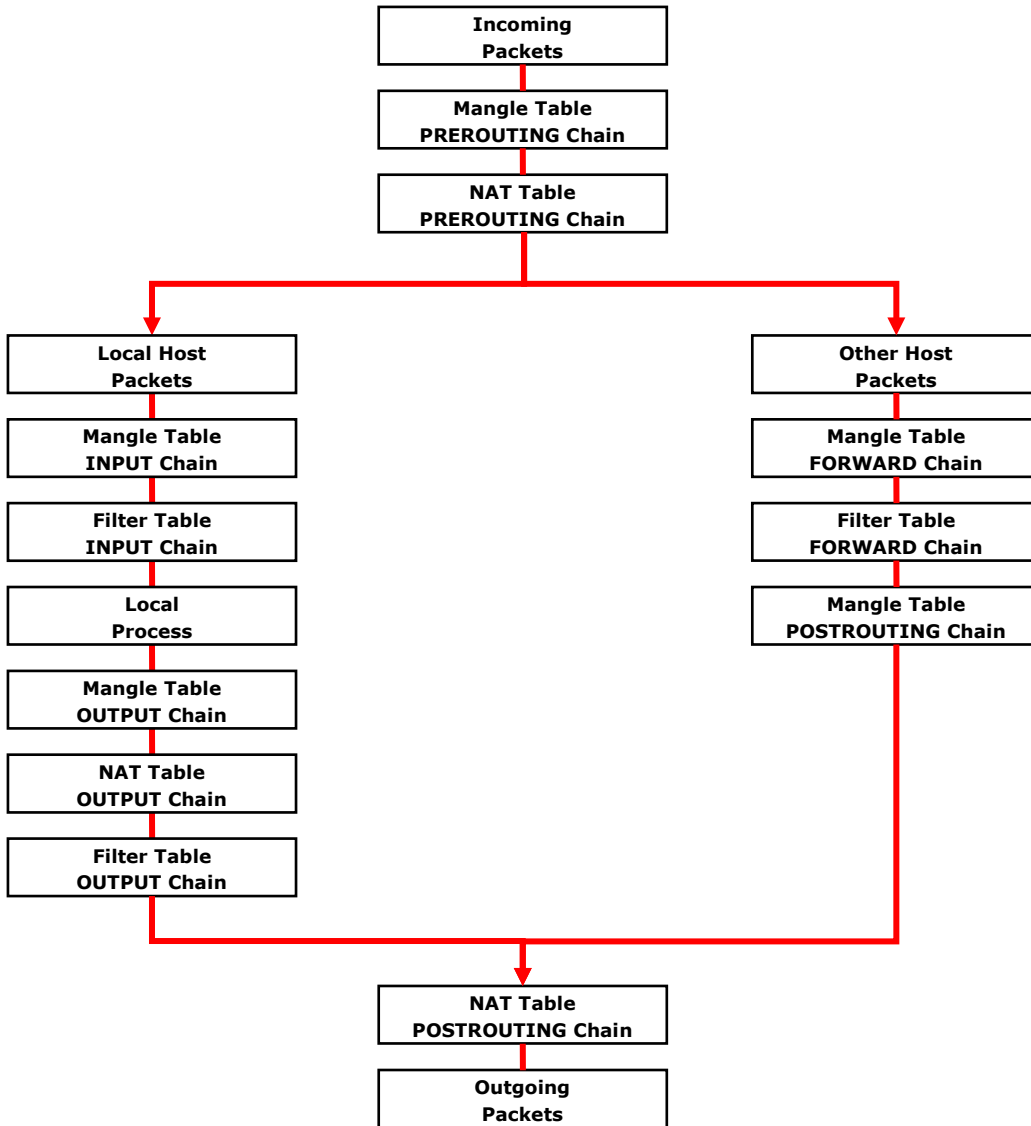 Incoming
Packets
Mangle Table
PREROUTING Chain
NAT Table
PREROUTING Chain
Local Host
Packets
Mangle Table
INPUT Chain
Filter Table
INPUT Chain
Local
Process
Mangle Table
OUTPUT Chain
NAT Table
OUTPUT Chain
Filter Table
OUTPUT Chain
Other Host
Packets
Mangle Table
FORWARD Chain
Filter Table
FORWARD Chain
Mangle Table
POSTROUTING Chain
NAT Table
POSTROUTING Chain
Outgoing
Packets